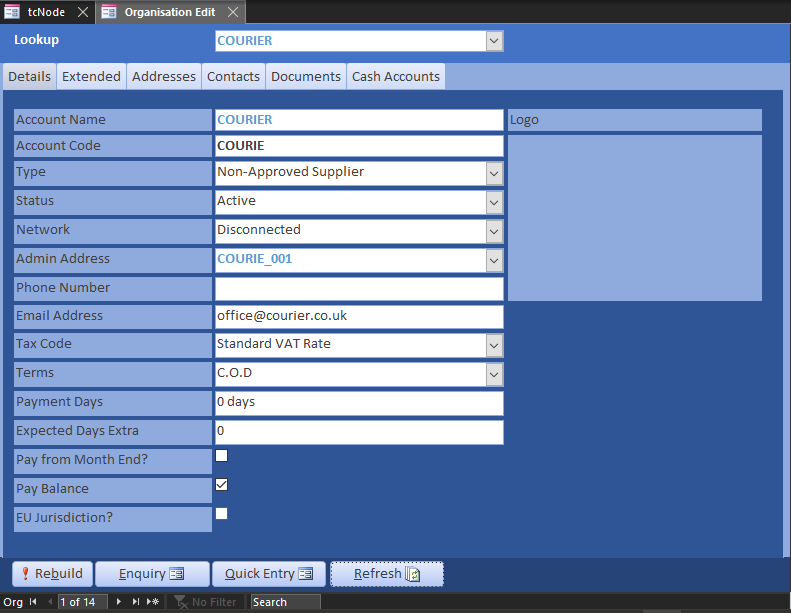 tcNode
Organisation Edit
Lookup COURIER
Details Extended Addresses Contacts Documents Cash Accounts
Account Name COURIER Logo
Account Code COURIE
Type Non-Approved Supplier
Status Active
Network Disconnected
Admin Address COURIE_001
Phone Number
Email Address office@courier.co.uk
Tax Code Standard VAT Rate
Terms C.O.D
Payment Days 0 days
Expected Days Extra 0
Pay from Month End?
Pay Balance
EU Jurisdiction?
Rebuild Enquiry Quick Entry Refresh
Org 1 of 14 No Filter Search